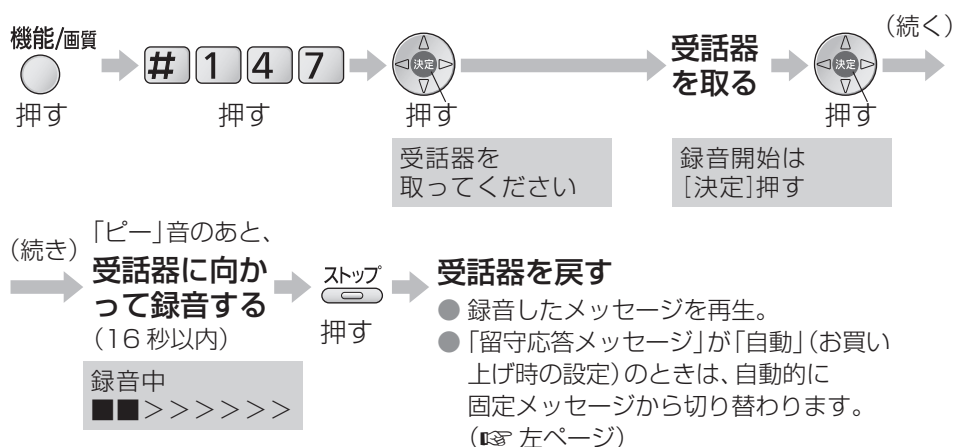 機能/画質
押す
# 1 4 7
押す
決定
押す
受話器を
取ってください
受話器
を取る
決定
押す
録音開始は
[決定]押す
(続く)
(続き)
「ピー」音のあと、
受話器に向か
って録音する
(16秒以内)
録音中
■■>>>>>>
ストップ
押す
受話器を戻す
● 録音したメッセージを再生。
● 「留守応答メッセージ」が「自動」(お買い
上げ時の設定)のときは、自動的に
固定メッセージから切り替わります。
(☞ 左ページ)